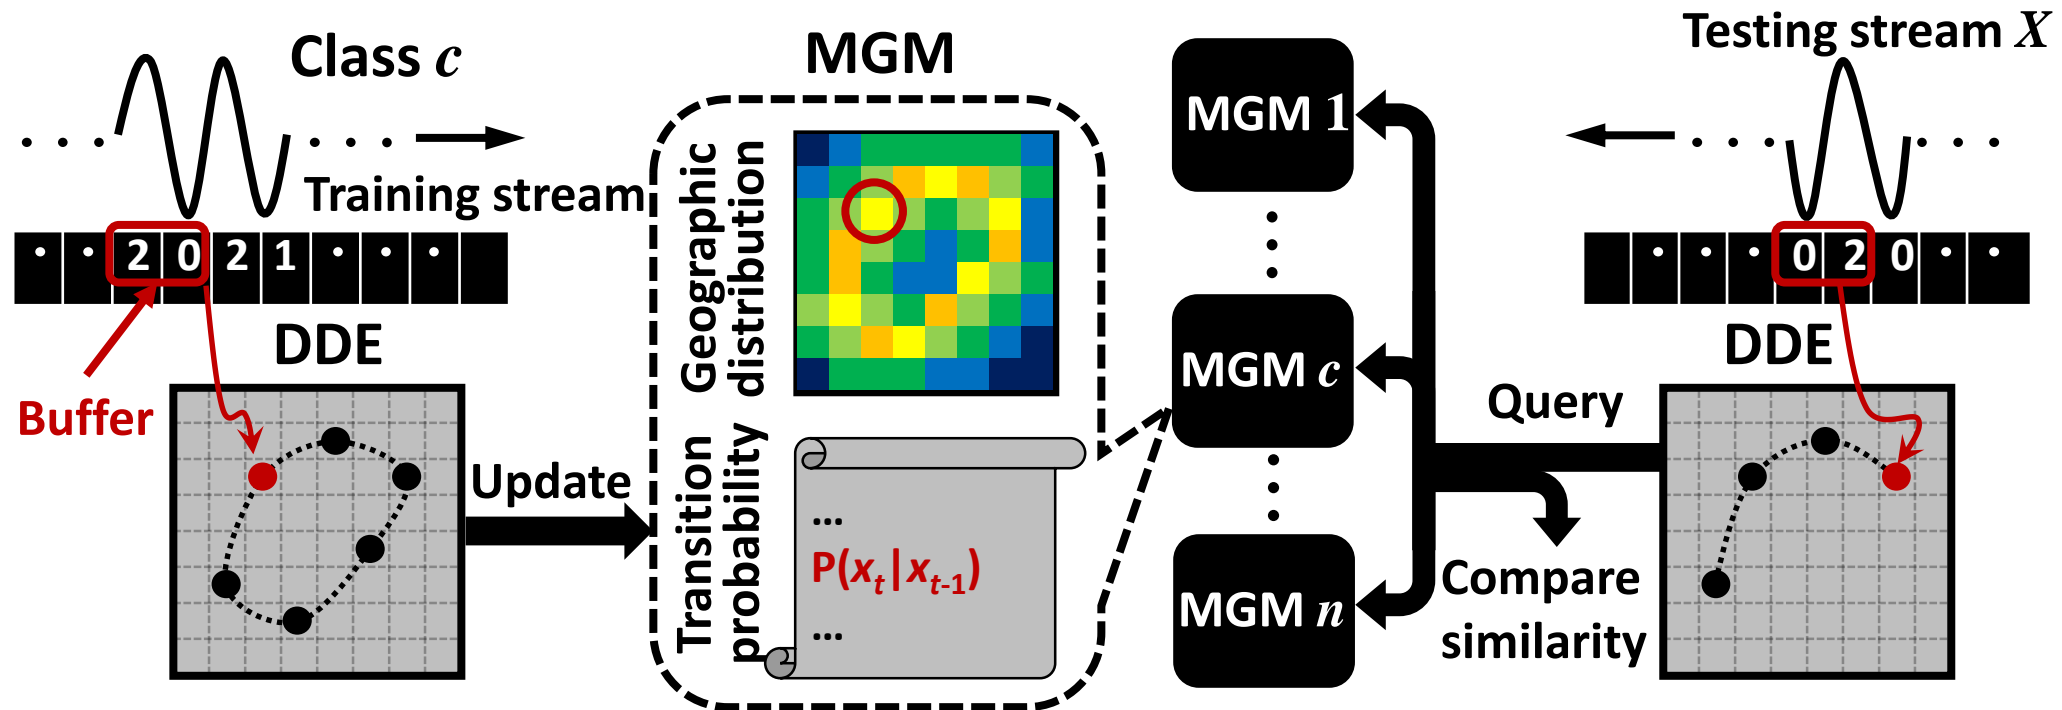 Class c
Training stream
. . 2 0 2 1 . . .
Buffer
DDE
Update
MGM
Geographic
distribution
Transition
probability
...
P(xₜ|xₜ₋₁)
...
MGM 1
MGM c
MGM n
Testing stream X
. . . 0 2 0 . .
DDE
Query
Compare
similarity